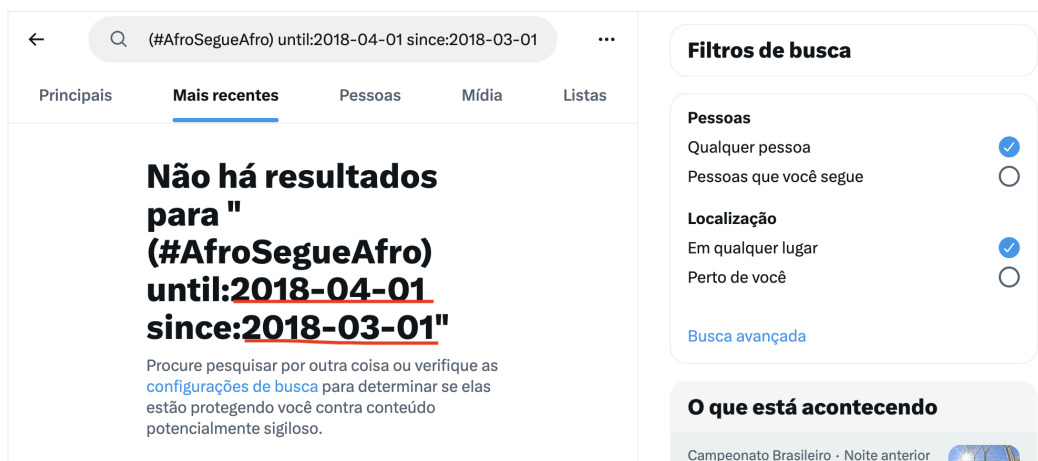 (#AfroSegueAfro) until:2018-04-01 since:2018-03-01
Principais
Mais recentes
Pessoas
Mídia
Listas
Não há resultados
para "
(#AfroSegueAfro)
until:2018-04-01
since:2018-03-01"
Procure pesquisar por outra coisa ou verifique as
configurações de busca para determinar se elas
estão protegendo você contra conteúdo
potencialmente sigiloso.
Filtros de busca
Pessoas
Qualquer pessoa
Pessoas que você segue
Localização
Em qualquer lugar
Perto de você
Busca avançada
O que está acontecendo
Campeonato Brasileiro · Noite anterior